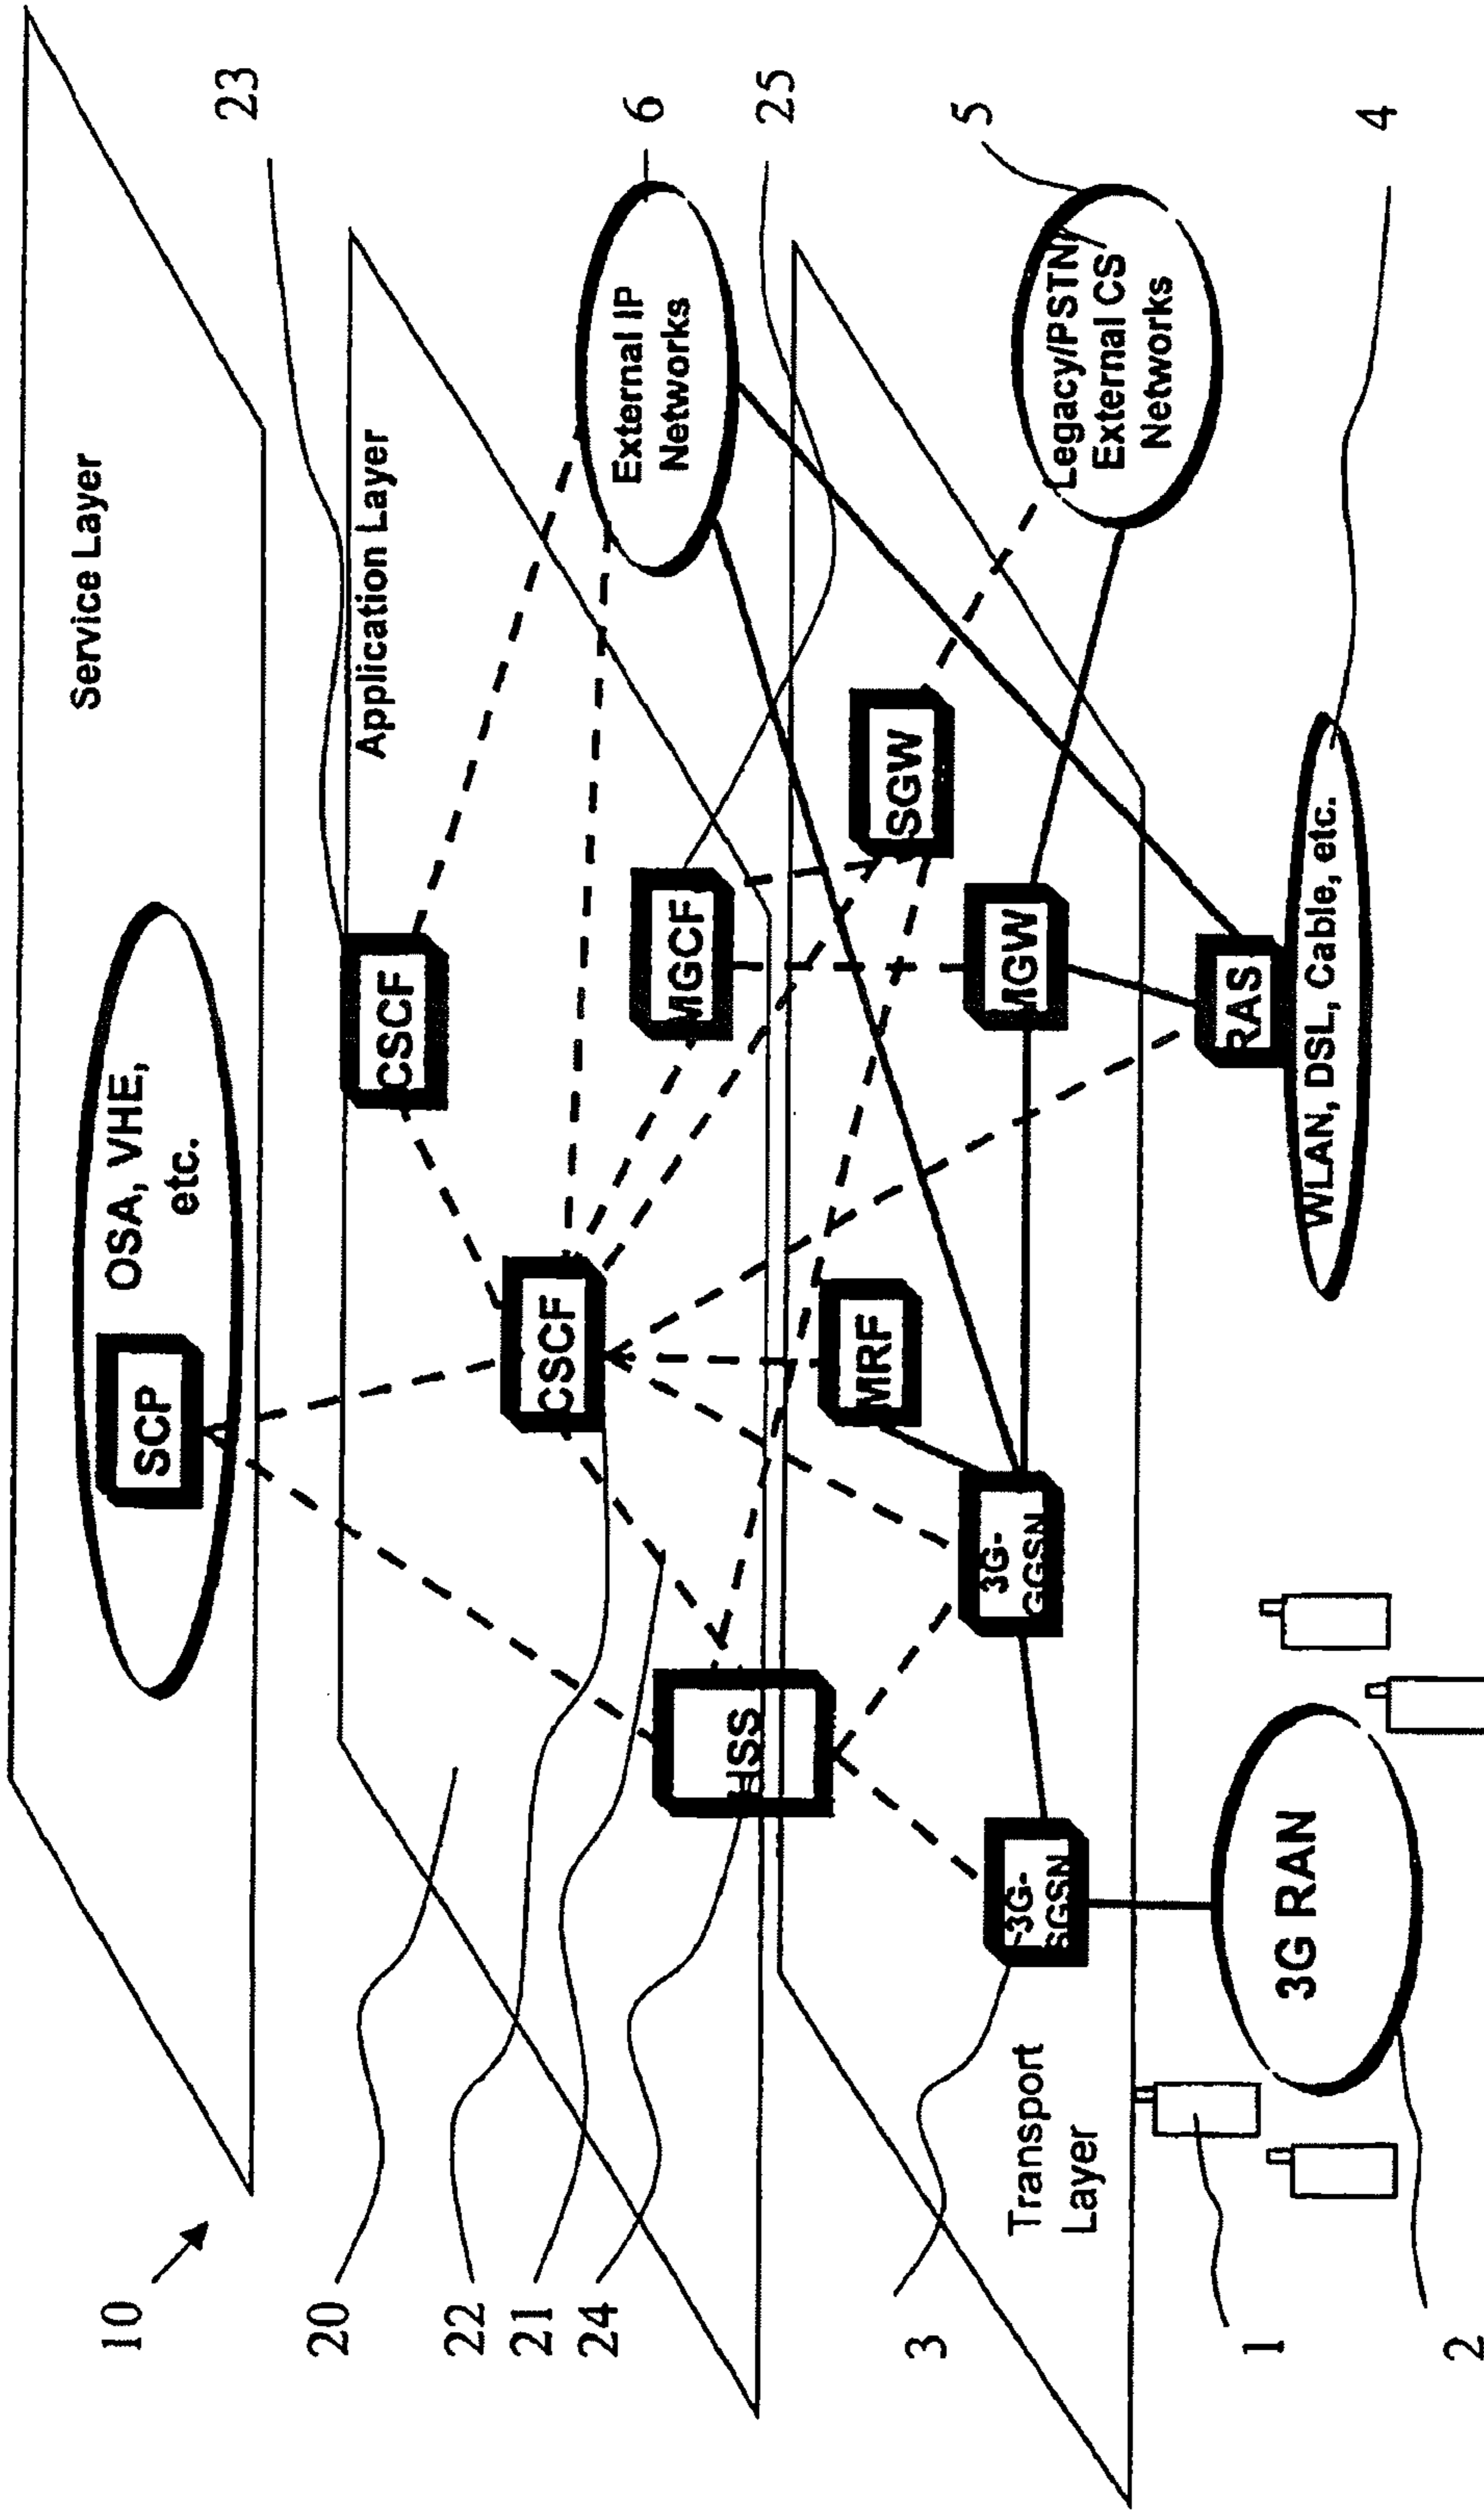 10
Service Layer
SCP
OSA, VHE,
etc.
23
20
22
21
24
CSCF
Application Layer
CSCF
External IP
Networks
6
HSS
MGCF
25
3
MRF
SGW
5
Transport
Layer
3G-
SGSN
3G-
GGSN
MGW
Legacy/PSTN/
External CS
Networks
RAS
1
3G RAN
WLAN, DSL, Cable, etc.
4
2